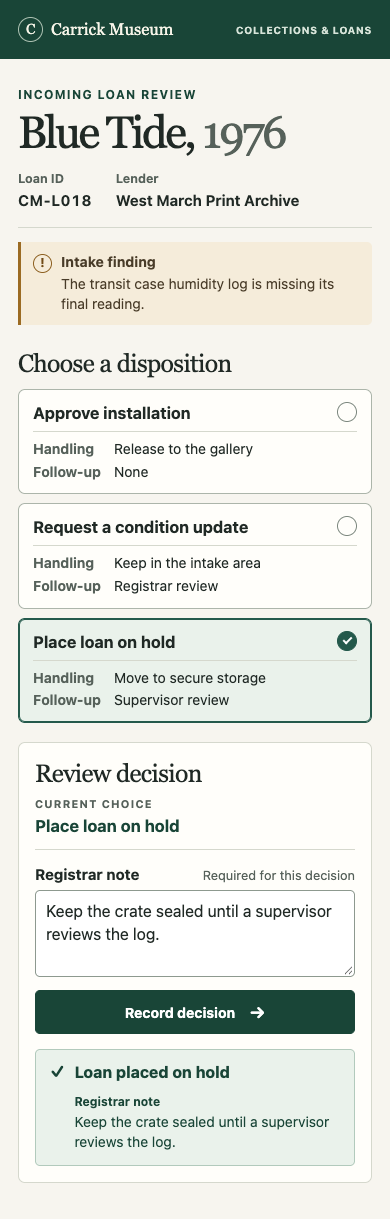 C Carrick Museum COLLECTIONS & LOANS
INCOMING LOAN REVIEW
Blue Tide, 1976
Loan ID Lender
CM-L018 West March Print Archive
! Intake finding
The transit case humidity log is missing its
final reading.
Choose a disposition
Approve installation
Handling Release to the gallery
Follow-up None
Request a condition update
Handling Keep in the intake area
Follow-up Registrar review
Place loan on hold
Handling Move to secure storage
Follow-up Supervisor review
Review decision
CURRENT CHOICE
Place loan on hold
Registrar note Required for this decision
Keep the crate sealed until a supervisor
reviews the log.
Record decision →
Loan placed on hold
Registrar note
Keep the crate sealed until a supervisor
reviews the log.